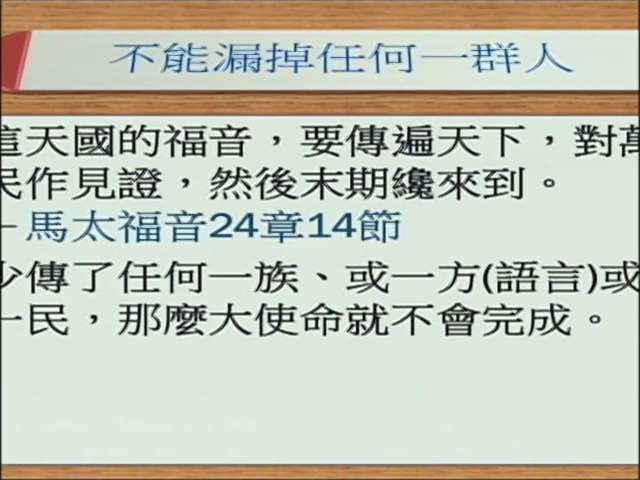 不能漏掉任何一群人
這天國的福音，要傳遍天下，對萬
民作見證，然後末期纔來到。
－馬太福音24章14節
少傳了任何一族、或一方(語言)或
一民，那麼大使命就不會完成。